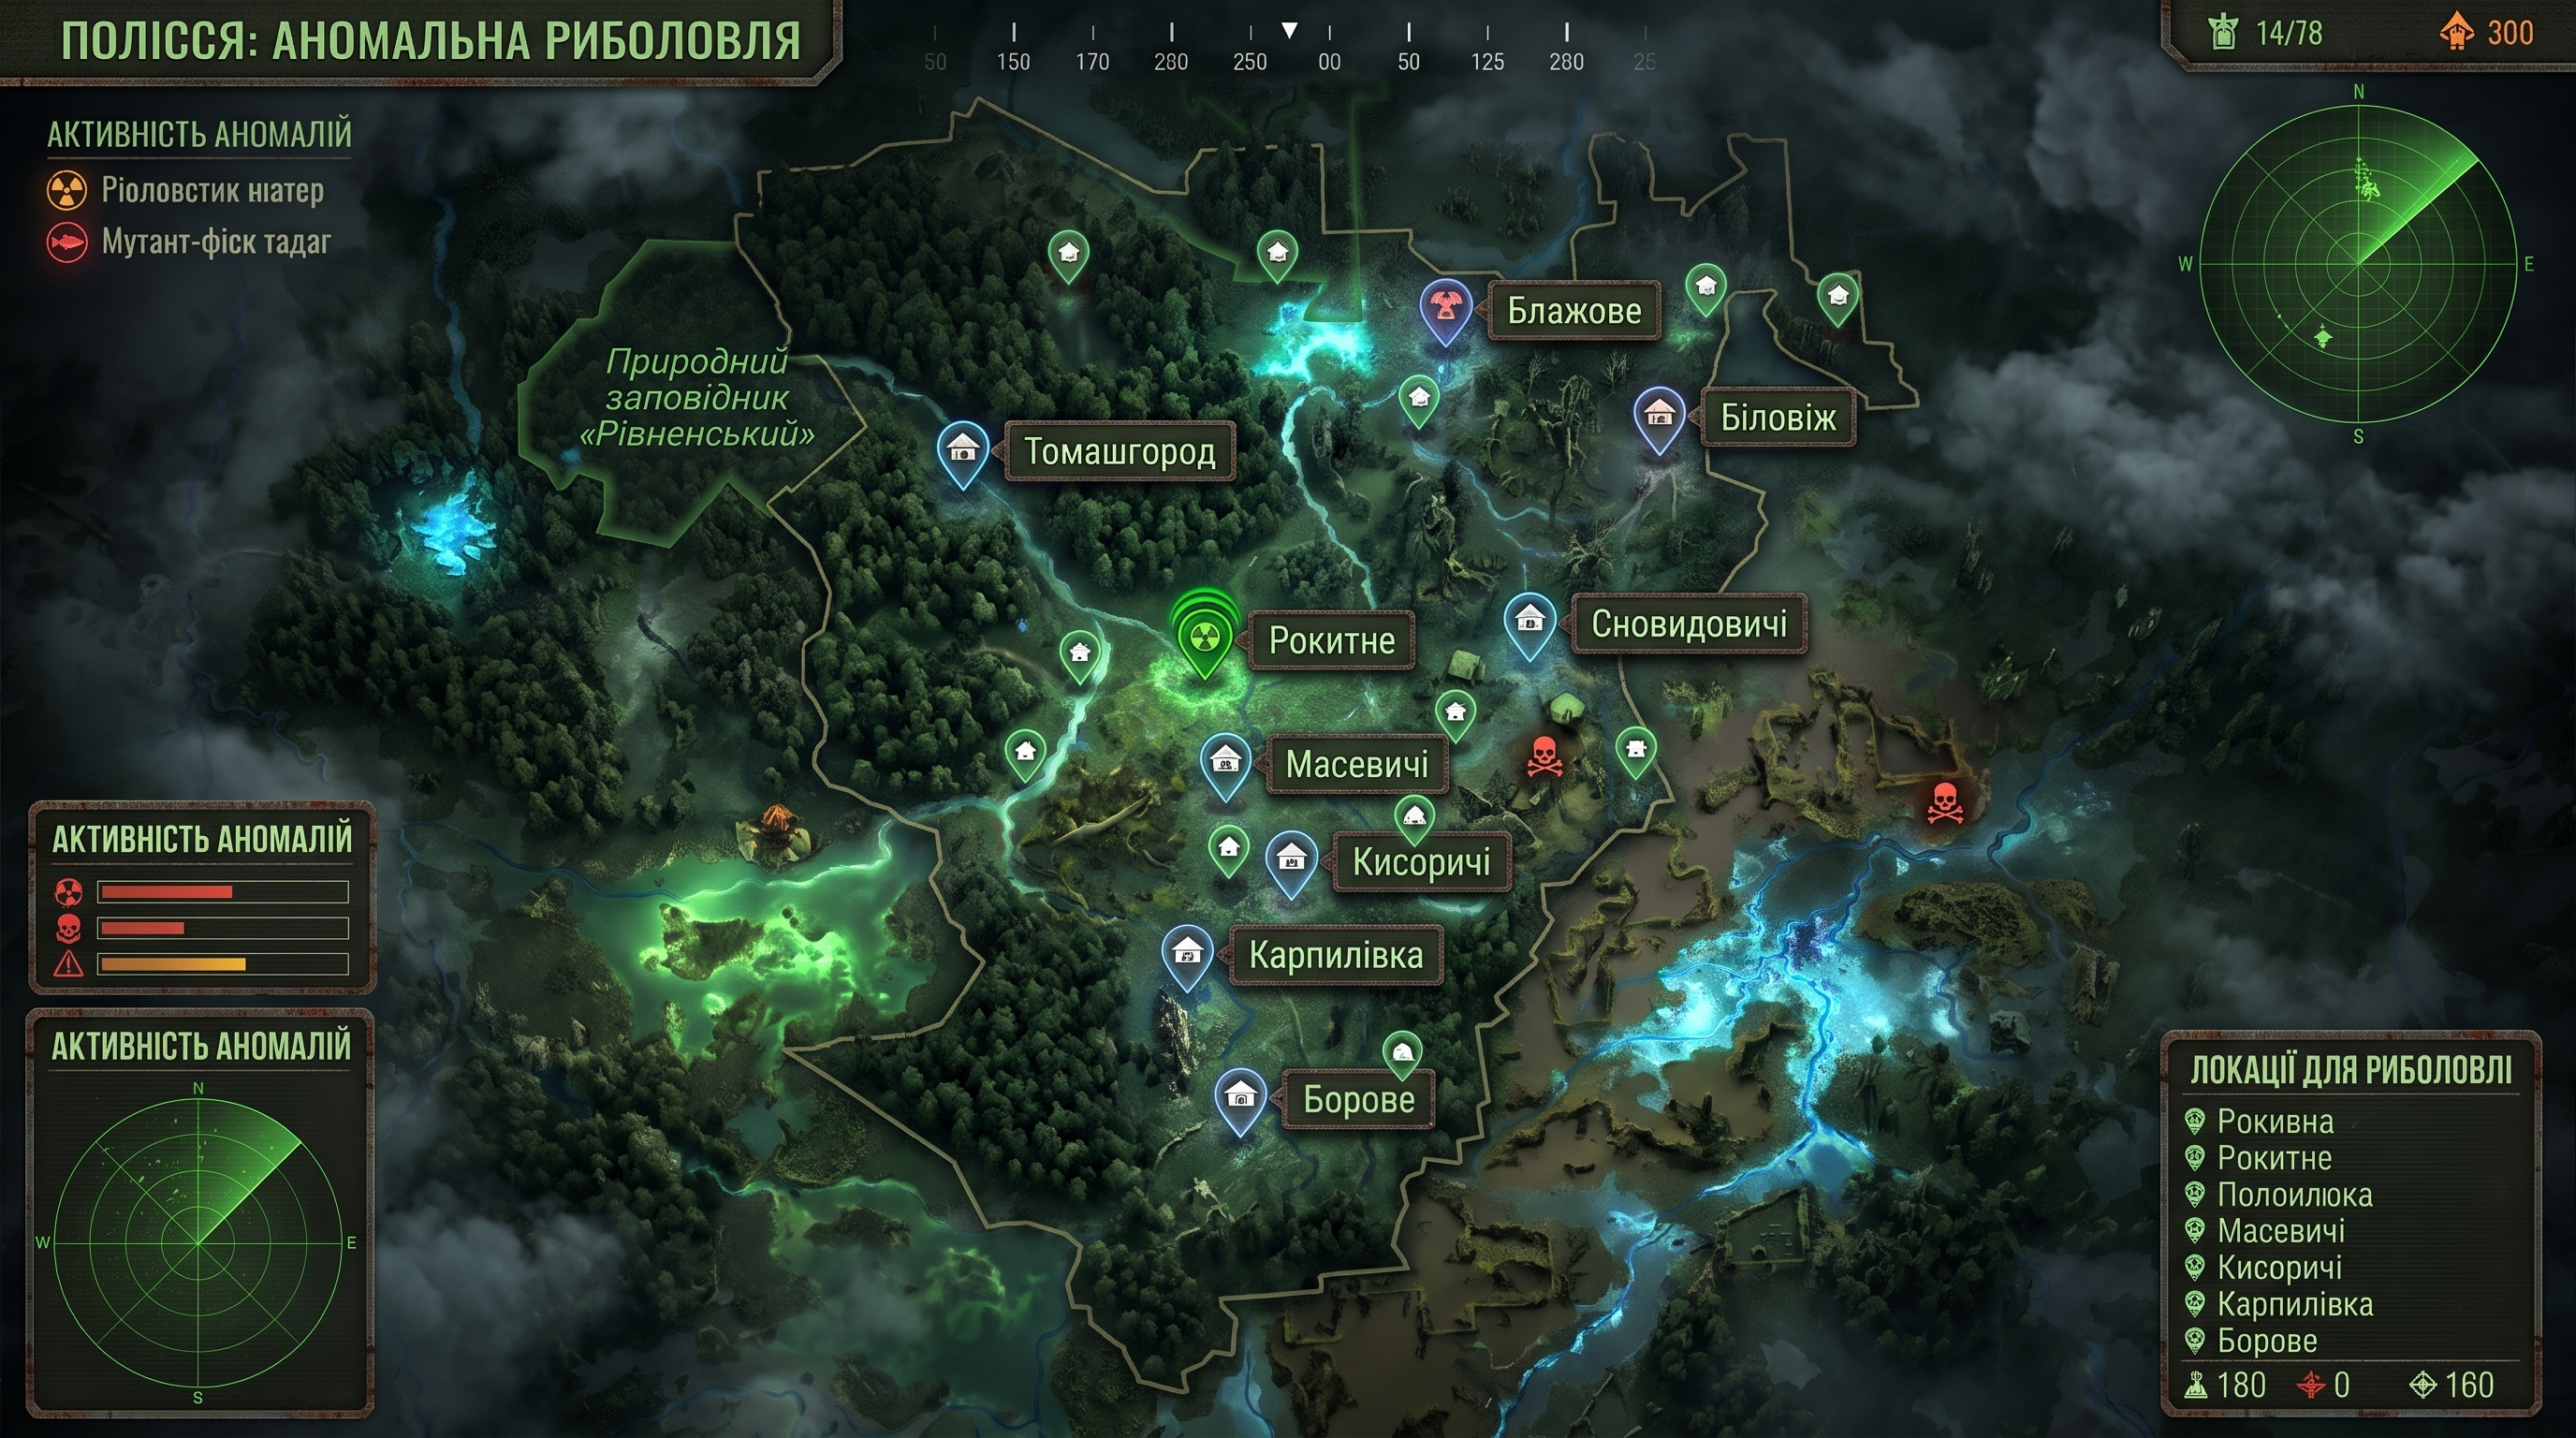 ПОЛІССЯ: АНОМАЛЬНА РИБОЛОВЛЯ
50 150 170 280 250 00 50 125 280 25
14/78 300
АКТИВНІСТЬ АНОМАЛІЙ
Ріоловстик ніатер
Мутант-фіск тадаг
N
W E
S
Природний
заповідник
«Рівненський»
Блажове
Біловіж
Томашгород
Рокитне
Сновидовичі
Масевичі
Кисоричі
Карпилівка
Борове
АКТИВНІСТЬ АНОМАЛІЙ
АКТИВНІСТЬ АНОМАЛІЙ
N
W E
S
ЛОКАЦІЇ ДЛЯ РИБОЛОВЛІ
Рокивна
Рокитне
Полоилюка
Масевичі
Кисоричі
Карпилівка
Борове
180 0 160